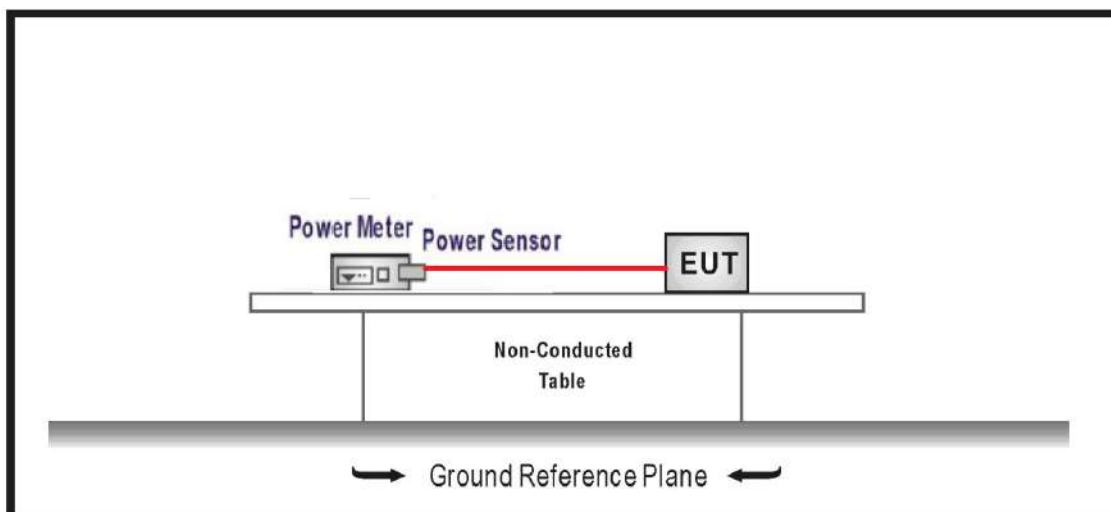 Power Meter
Power Sensor
EUT
Non-Conducted
Table
Ground Reference Plane